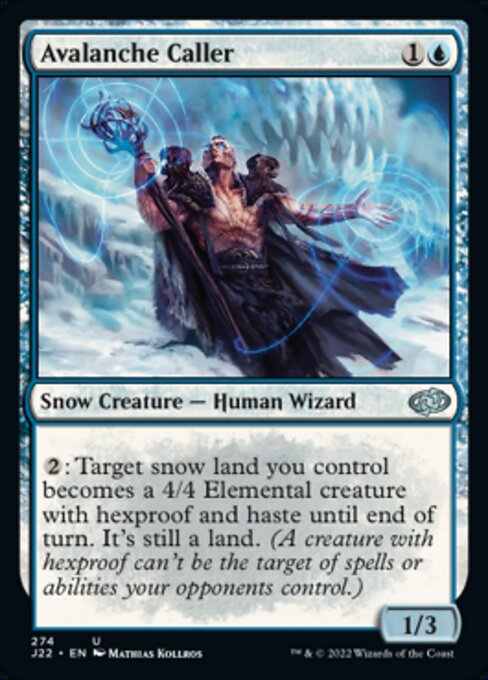 Avalanche Caller
1
Snow Creature — Human Wizard
2: Target snow land you control
becomes a 4/4 Elemental creature
with hexproof and haste until end of
turn. It's still a land. (A creature with
hexproof can't be the target of spells or
abilities your opponents control.)
1/3
274 U
J22 • EN Mathias Kollros
™ & © 2022 Wizards of the Coast